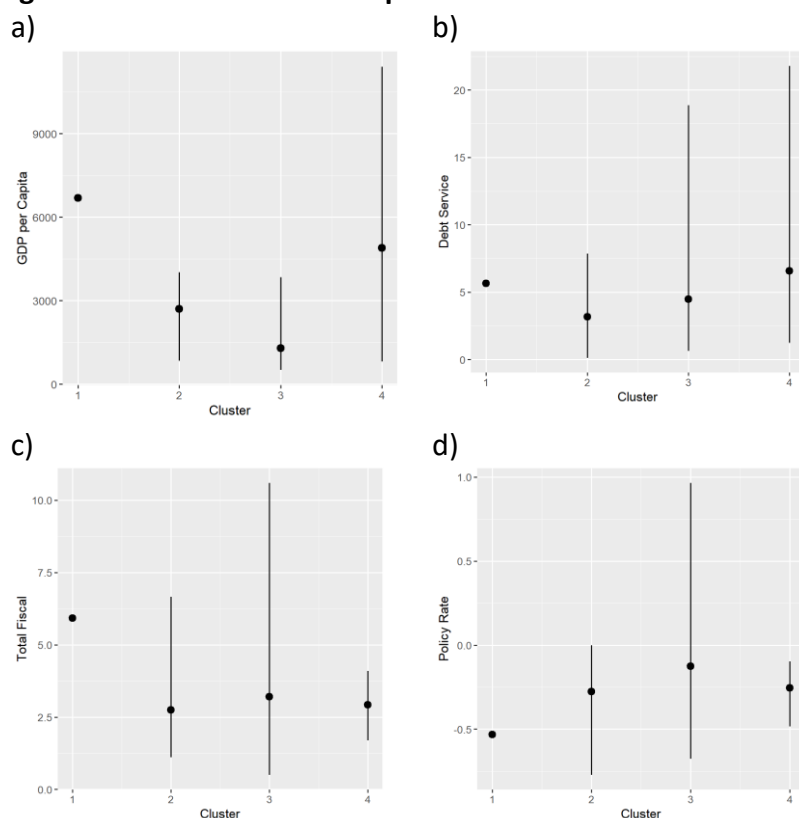 a)
b)
9000
6000
3000
0
GDP per Capita
1 2 3 4
Cluster
20
15
10
5
0
Debt Service
1 2 3 4
Cluster
c)
d)
10.0
7.5
5.0
2.5
0.0
Total Fiscal
1 2 3 4
Cluster
1.0
0.5
0.0
-0.5
Policy Rate
1 2 3 4
Cluster